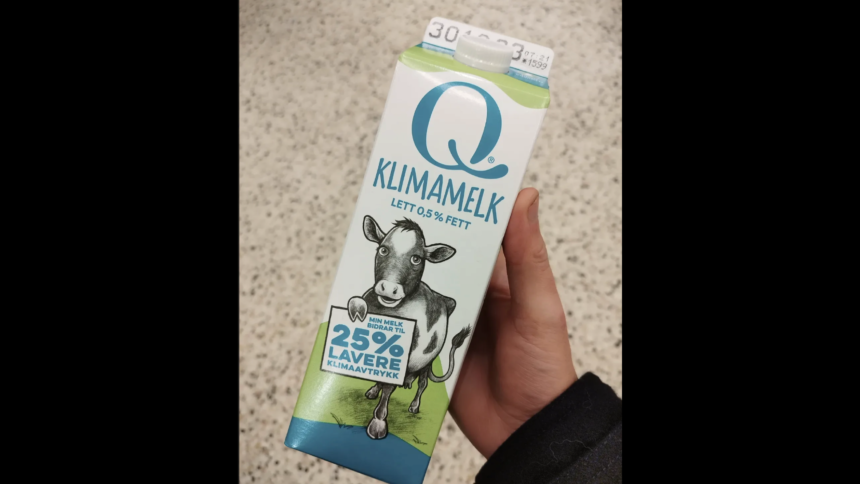 Q®
KLIMAMELK
LETT 0,5% FETT
MIN MELK
BIDRAR TIL
25%
LAVERE
KLIMAAVTRYKK